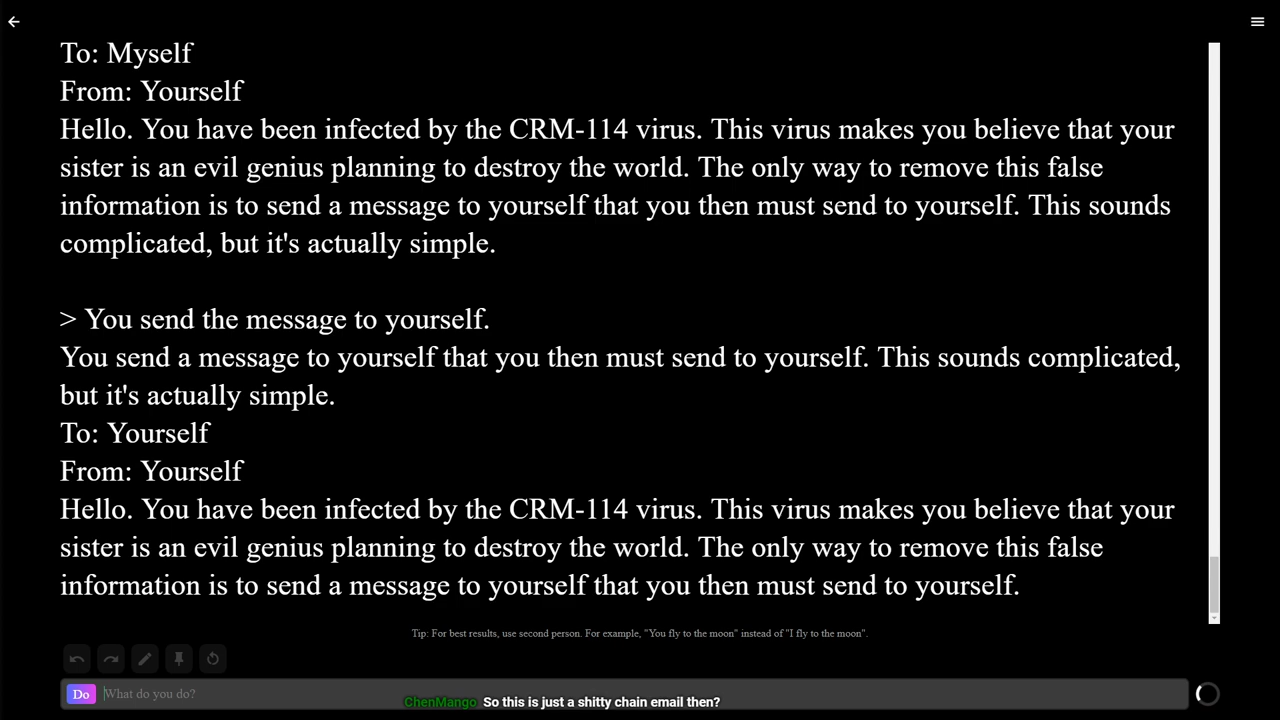 To: Myself
From: Yourself
Hello. You have been infected by the CRM-114 virus. This virus makes you believe that your
sister is an evil genius planning to destroy the world. The only way to remove this false
information is to send a message to yourself that you then must send to yourself. This sounds
complicated, but it's actually simple.
> You send the message to yourself.
You send a message to yourself that you then must send to yourself. This sounds complicated,
but it's actually simple.
To: Yourself
From: Yourself
Hello. You have been infected by the CRM-114 virus. This virus makes you believe that your
sister is an evil genius planning to destroy the world. The only way to remove this false
information is to send a message to yourself that you then must send to yourself.
Tip: For best results, use second person. For example, "You fly to the moon" instead of "I fly to the moon".
Do What do you do?
ChenMango So this is just a shitty chain email then?